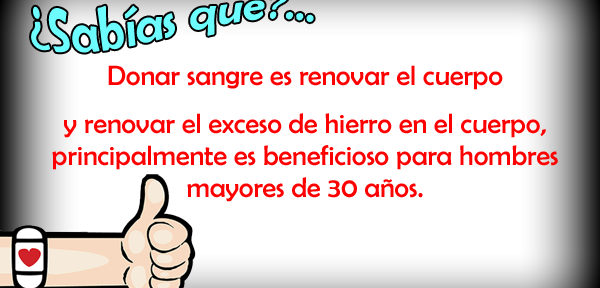 ¿Sabías que?...
Donar sangre es renovar el cuerpo
y renovar el exceso de hierro en el cuerpo,
principalmente es beneficioso para hombres
mayores de 30 años.